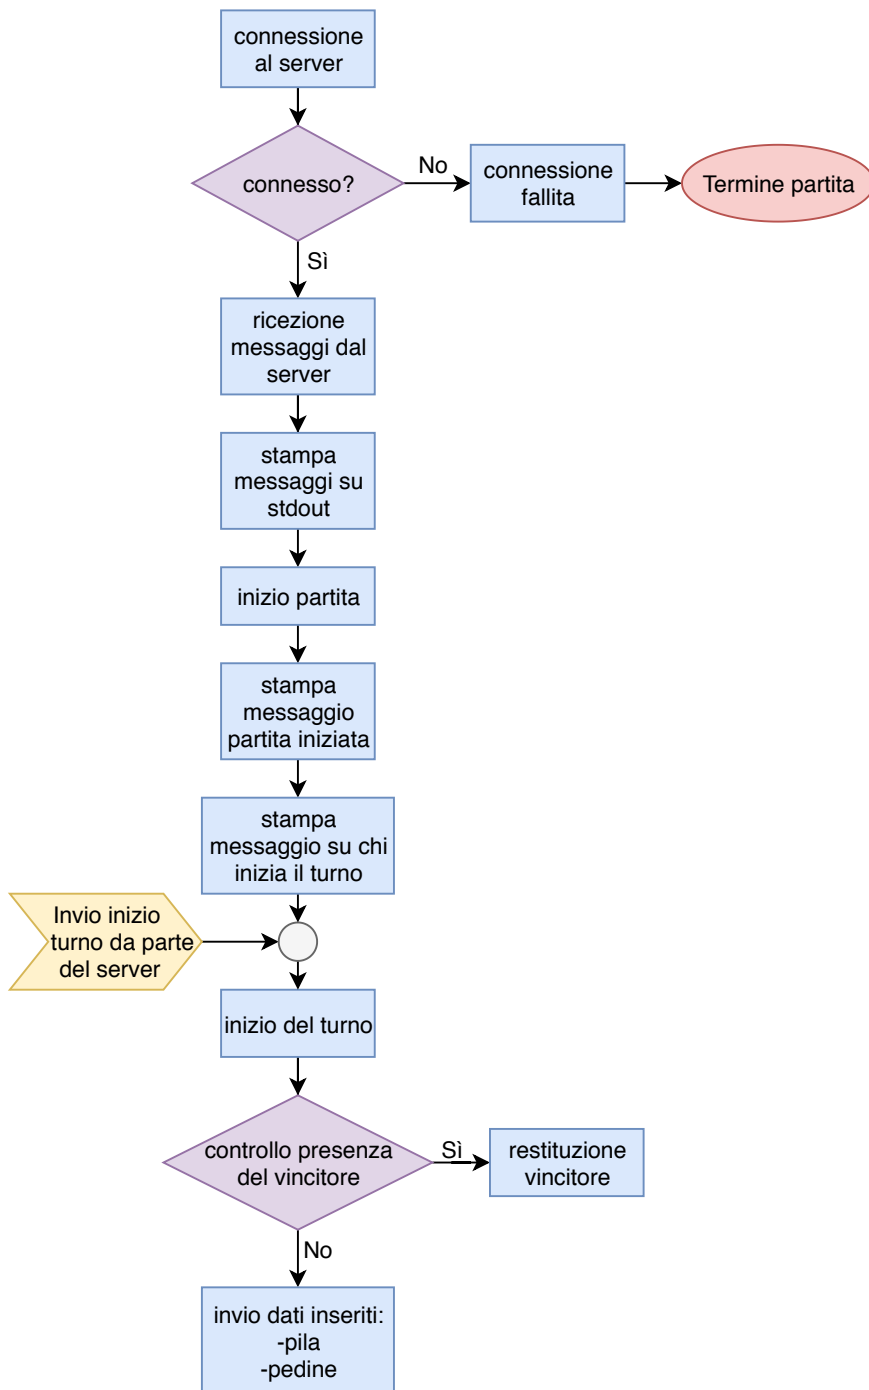 connessione
al server
connesso?
No
connessione
fallita
Termine partita
Sì
ricezione
messaggi dal
server
stampa
messaggi su
stdout
inizio partita
stampa
messaggio
partita iniziata
stampa
messaggio su chi
inizia il turno
Invio inizio
turno da parte
del server
inizio del turno
controllo presenza
del vincitore
Sì
restituzione
vincitore
No
invio dati inseriti:
-pila
-pedine